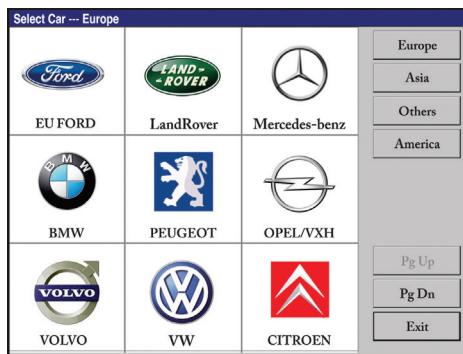 Select Car --- Europe
Ford
LAND-
-ROVER
EU FORD
LandRover
Mercedes-benz
BMW
BMW
PEUGEOT
OPEL/VXH
VOLVO
VOLVO
VW
CITROEN
Europe
Asia
Others
America
Pg Up
Pg Dn
Exit